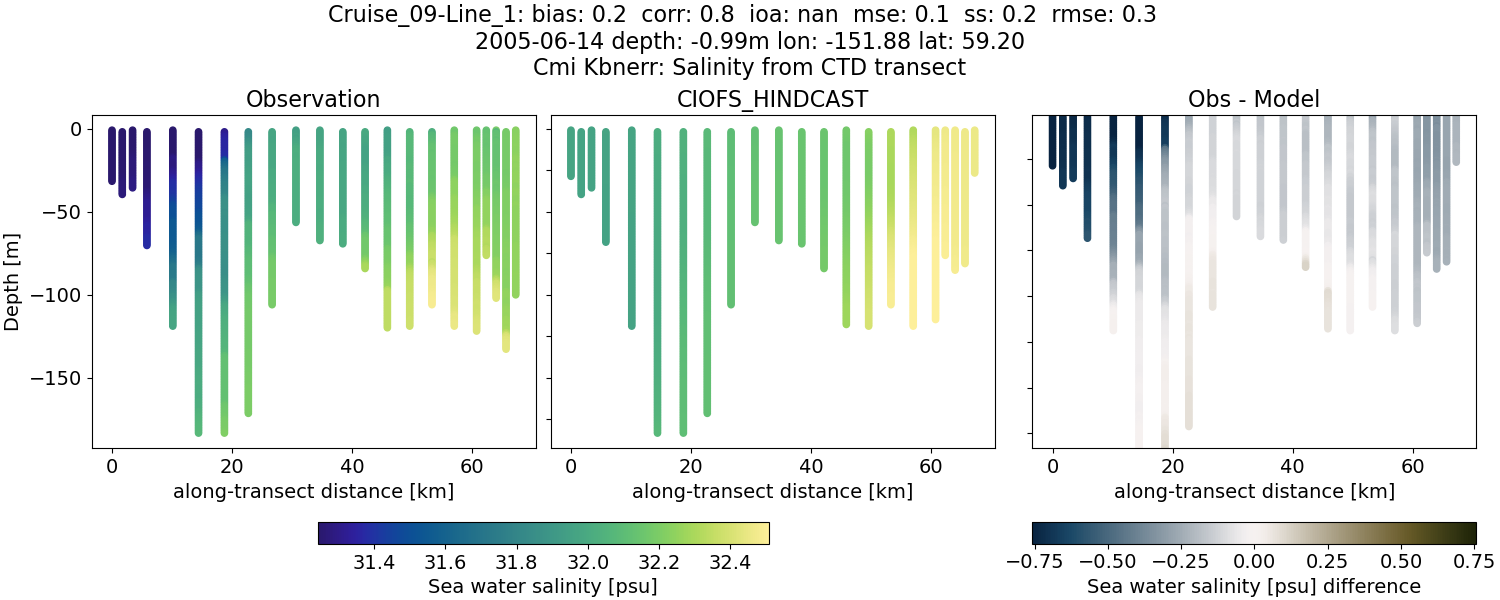 Cruise_09-Line_1: bias: 0.2  corr: 0.8  ioa: nan  mse: 0.1  ss: 0.2  rmse: 0.3
2005-06-14 depth: -0.99m lon: -151.88 lat: 59.20
Cmi Kbnerr: Salinity from CTD transect
Observation
CIOFS_HINDCAST
Obs - Model
Depth [m]
0
−50
−100
−150
0 20 40 60
0 20 40 60
0 20 40 60
along-transect distance [km]
along-transect distance [km]
along-transect distance [km]
31.4 31.6 31.8 32.0 32.2 32.4
Sea water salinity [psu]
−0.75 −0.50 −0.25 0.00 0.25 0.50 0.75
Sea water salinity [psu] difference